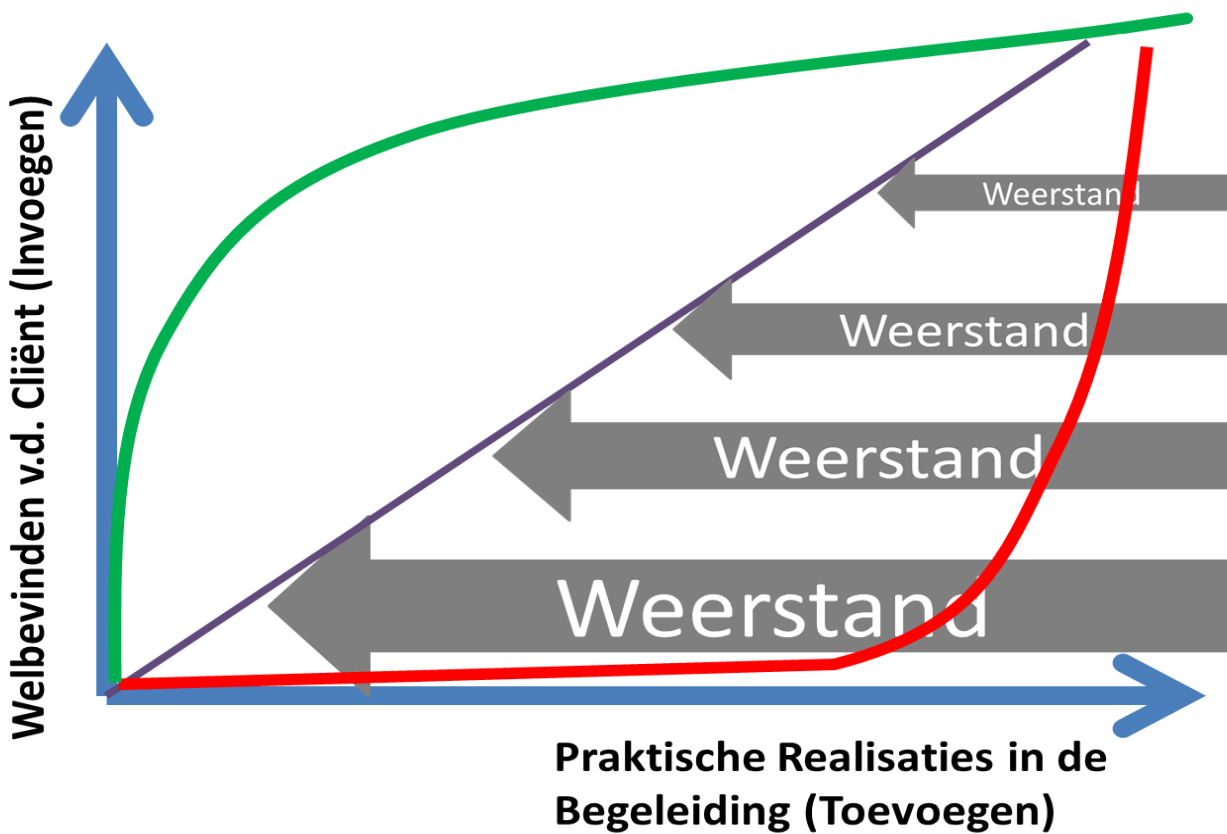 Welbevinden v.d. Cliënt (Invoegen)
Weerstand
Weerstand
Weerstand
Weerstand
Praktische Realisaties in de
Begeleiding (Toevoegen)